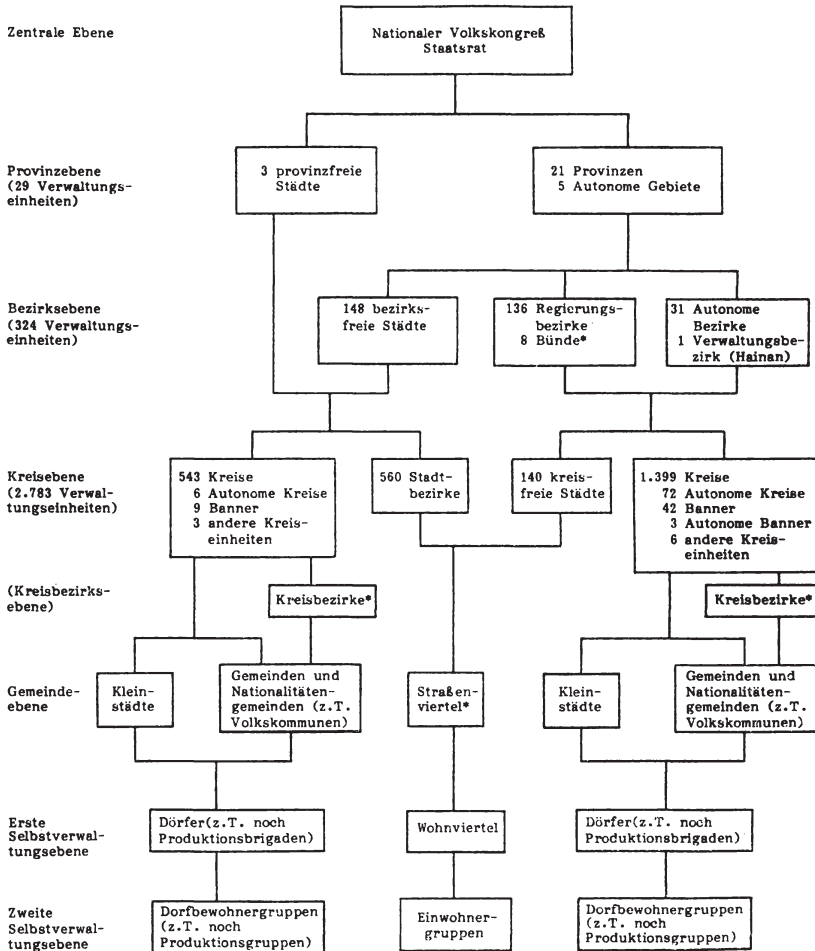 Zentrale Ebene
Nationaler Volkskongreß
Staatsrat
Provinzebene
(29 Verwaltungs-
einheiten)
3 provinzfreie
Städte
21 Provinzen
5 Autonome Gebiete
Bezirksebene
(324 Verwaltungs-
einheiten)
148 bezirks-
freie Städte
136 Regierungs-
bezirke
8 Bünde*
31 Autonome
Bezirke
1 Verwaltungsbe-
zirk (Hainan)
Kreisebene
(2.783 Verwal-
tungseinheiten)
543 Kreise
6 Autonome Kreise
9 Banner
3 andere Kreis-
einheiten
560 Stadt-
bezirke
140 kreis-
freie Städte
1.399 Kreise
72 Autonome Kreise
42 Banner
3 Autonome Banner
6 andere Kreis-
einheiten
(Kreisbezirks-
ebene)
Kreisbezirke*
Kreisbezirke*
Gemeinde-
ebene
Klein-
städte
Gemeinden und
Nationalitäten-
gemeinden (z.T.
Volkskommunen)
Straßen-
viertel*
Klein-
städte
Gemeinden und
Nationalitäten-
gemeinden (z.T.
Volkskommunen)
Erste
Selbstverwal-
tungsebene
Dörfer(z.T. noch
Produktionsbrigaden)
Wohnviertel
Dörfer(z.T. noch
Produktionsbrigaden)
Zweite
Selbstverwal-
tungsebene
Dorfbewohnergruppen
(z.T. noch
Produktionsgruppen)
Einwohner-
gruppen
Dorfbewohnergruppen
(z.T. noch
Produktionsgruppen)